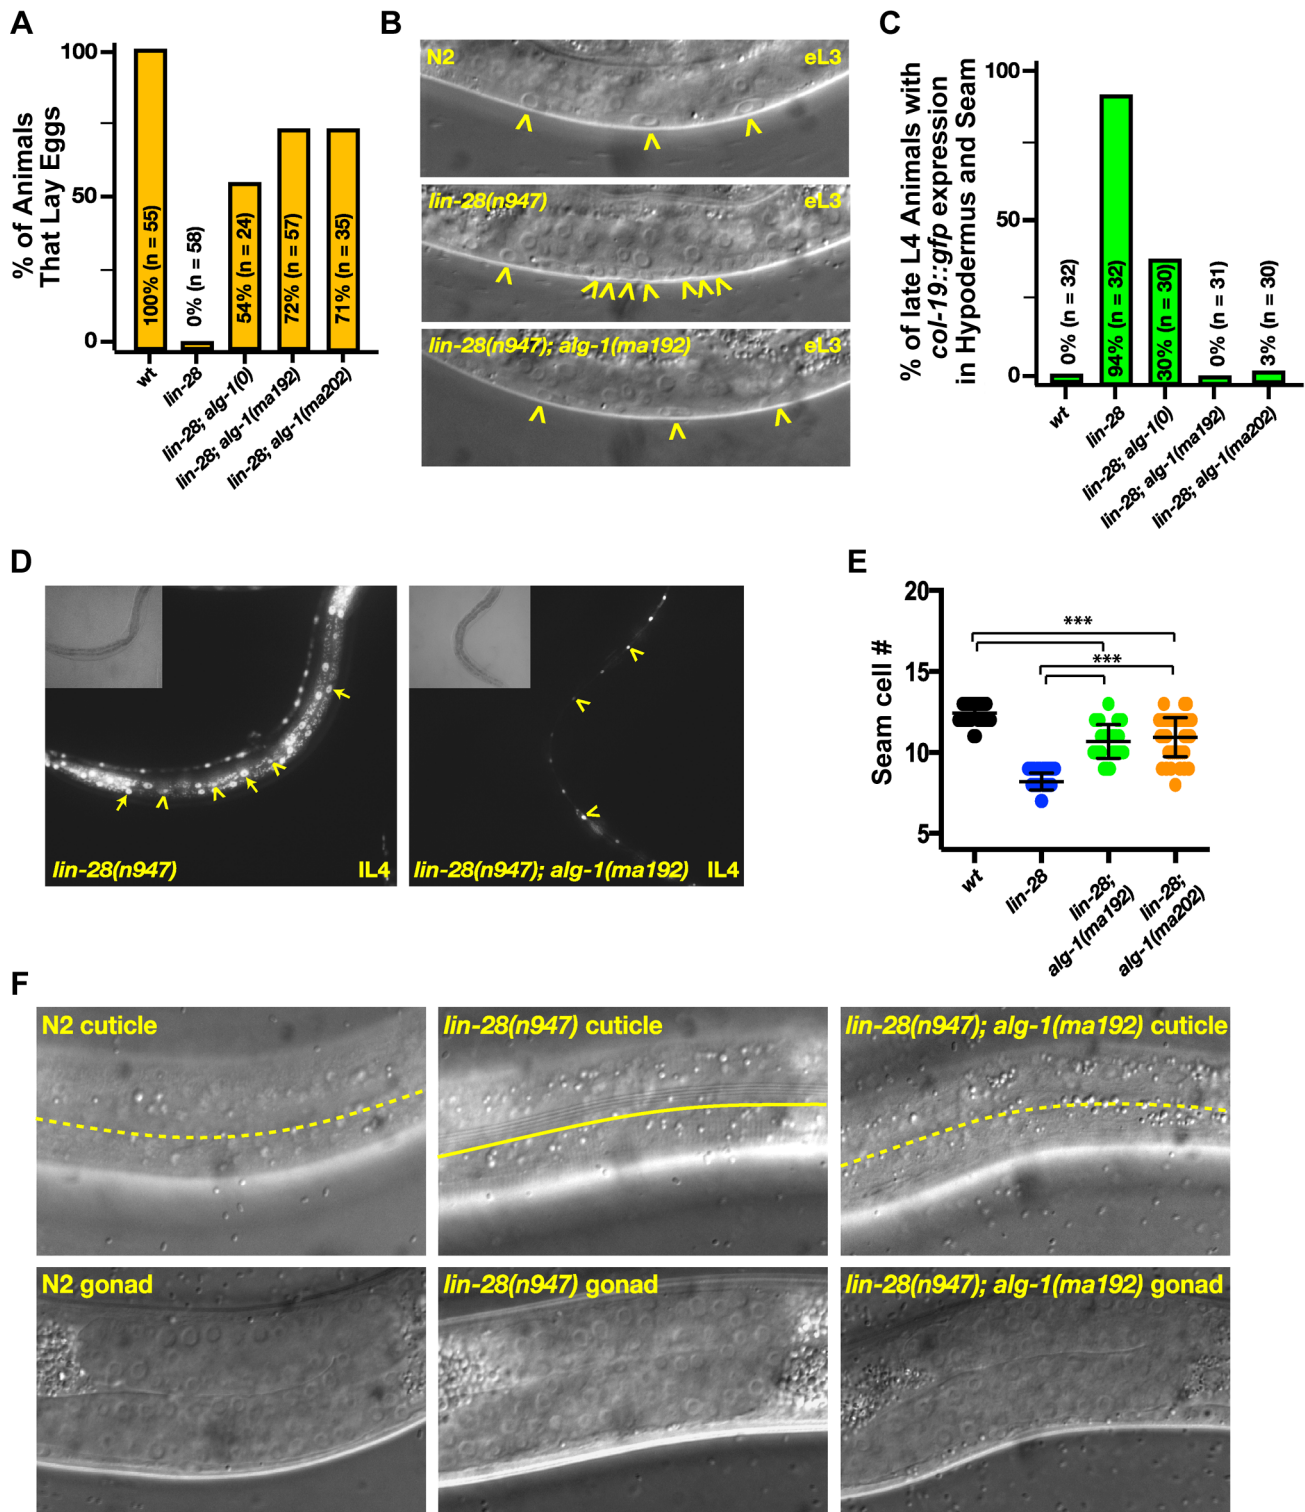 A
% of Animals
That Lay Eggs
100
50
0
100% (n = 55)
0% (n = 58)
54% (n = 24)
72% (n = 57)
71% (n = 35)
wt
lin-28
lin-28; alg-1(0)
lin-28; alg-1(ma192)
lin-28; alg-1(ma202)
B
N2 eL3
lin-28(n947) eL3
lin-28(n947); alg-1(ma192) eL3
C
% of late L4 Animals with
col-19::gfp expression
in Hypodermus and Seam
100
50
0
0% (n = 32)
94% (n = 32)
30% (n = 30)
0% (n = 31)
3% (n = 30)
wt
lin-28
lin-28; alg-1(0)
lin-28; alg-1(ma192)
lin-28; alg-1(ma202)
D
lin-28(n947) IL4
lin-28(n947); alg-1(ma192) IL4
E
Seam cell #
20
15
10
5
***
***
wt
lin-28
lin-28;
alg-1(ma192)
lin-28;
alg-1(ma202)
F
N2 cuticle
lin-28(n947) cuticle
lin-28(n947); alg-1(ma192) cuticle
N2 gonad
lin-28(n947) gonad
lin-28(n947); alg-1(ma192) gonad